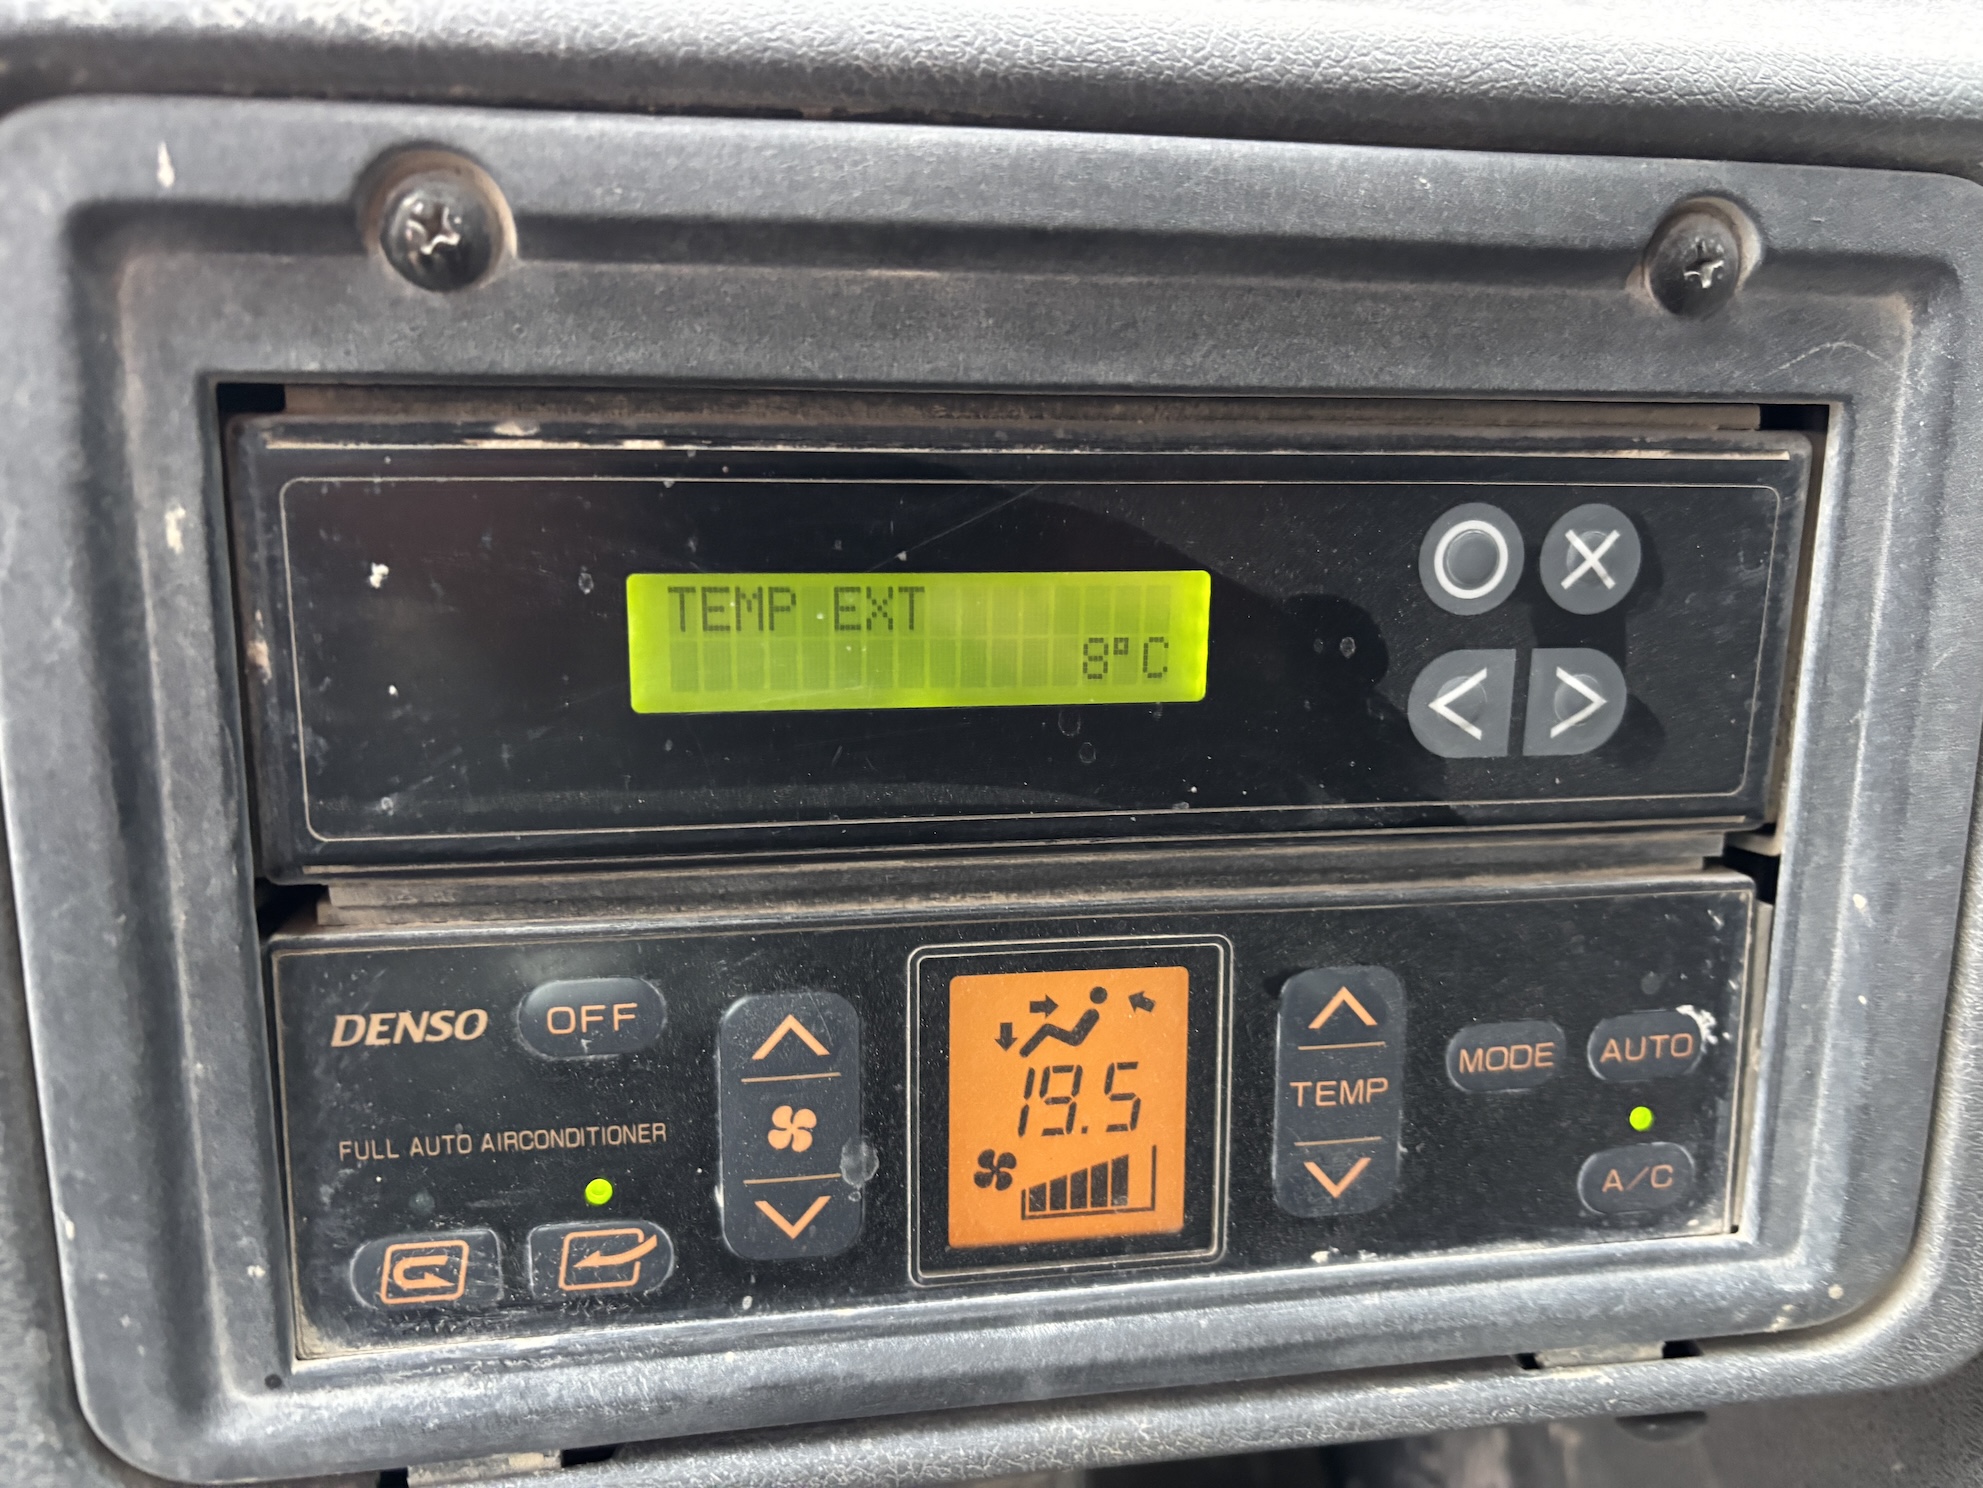 TEMP EXT
8°C
DENSO
OFF
FULL AUTO AIRCONDITIONER
19.5
TEMP
MODE
AUTO
A/C